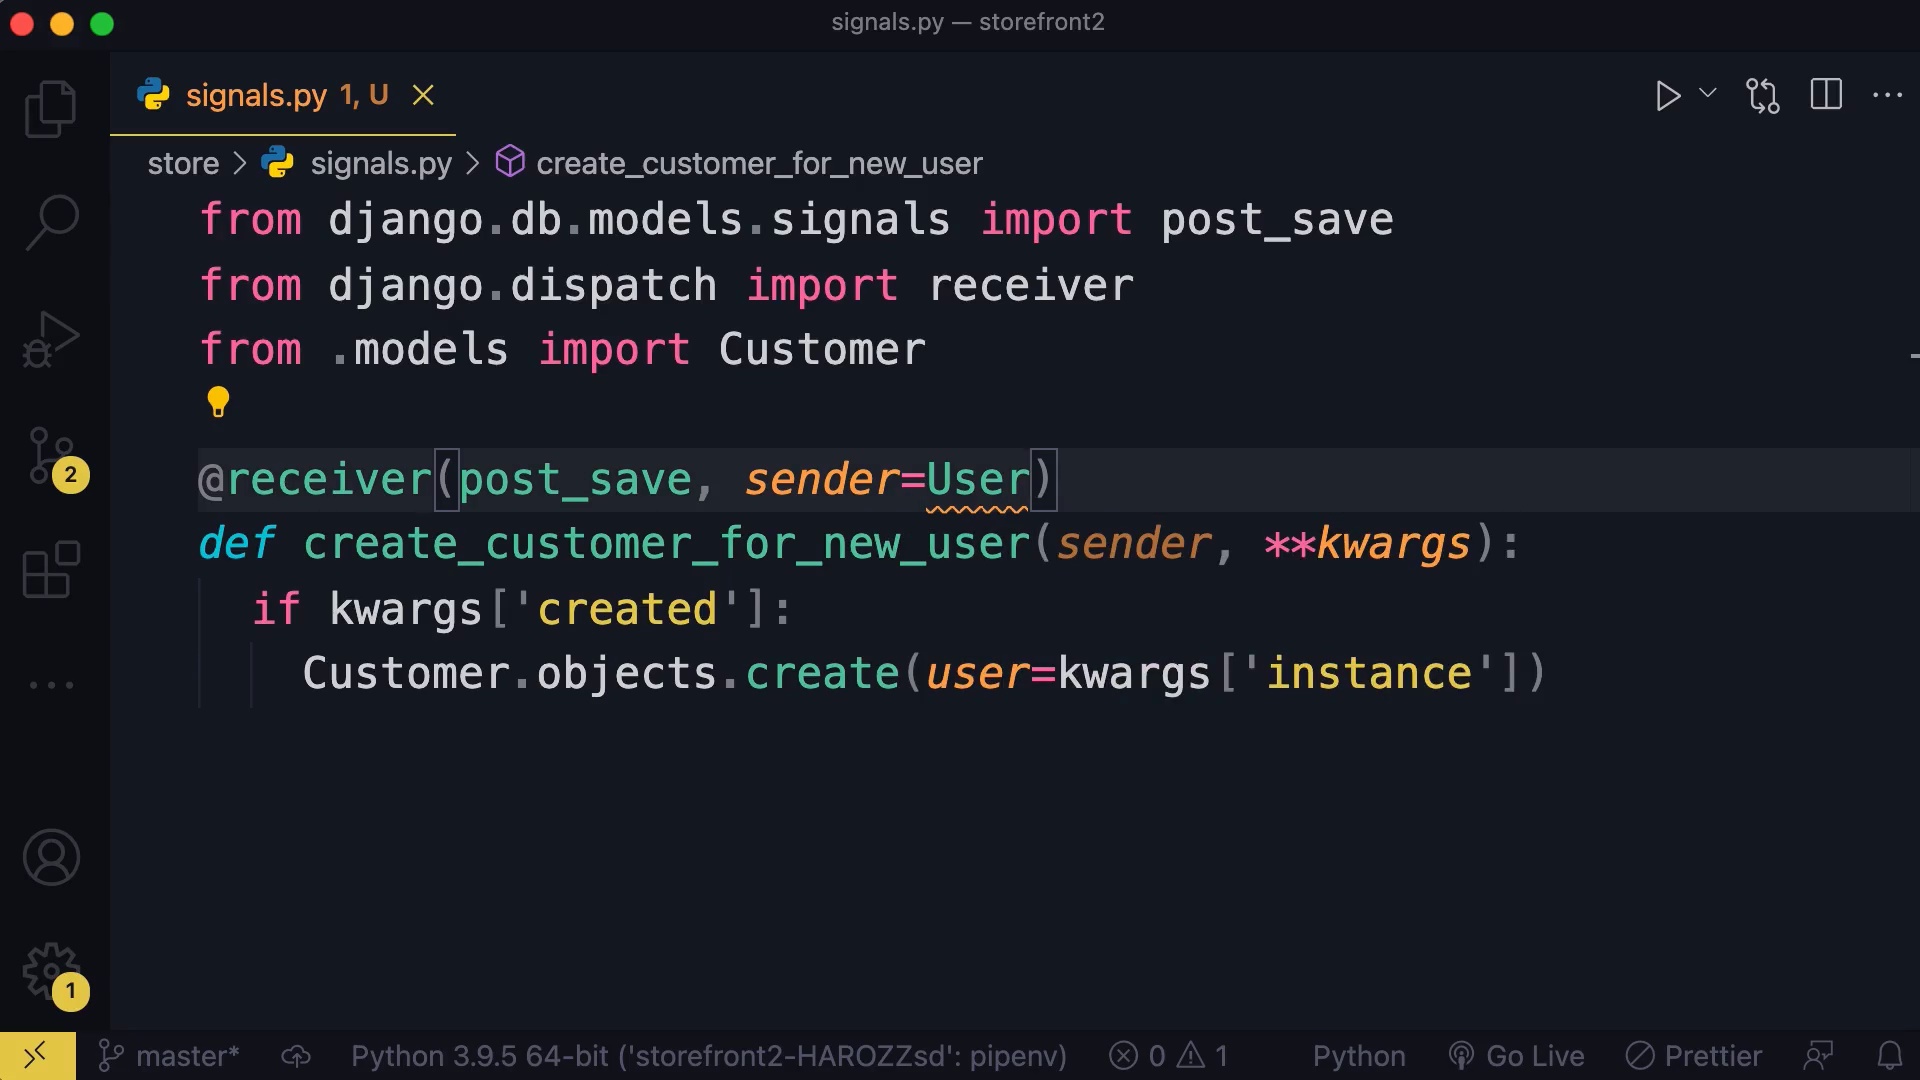 signals.py — storefront2
signals.py 1, U
store > signals.py > create_customer_for_new_user
from django.db.models.signals import post_save
from django.dispatch import receiver
from .models import Customer
@receiver(post_save, sender=User)
def create_customer_for_new_user(sender, **kwargs):
  if kwargs['created']:
    Customer.objects.create(user=kwargs['instance'])
2
1
master* Python 3.9.5 64-bit ('storefront2-HAROZZsd': pipenv) 0 1 Python Go Live Prettier